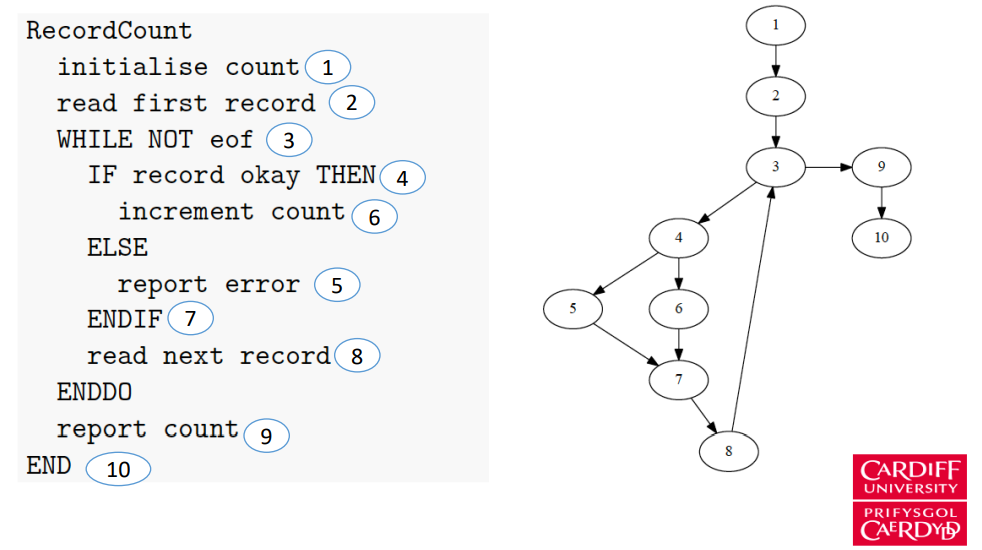 RecordCount
initialise count 1
read first record 2
WHILE NOT eof 3
IF record okay THEN 4
increment count 6
ELSE
report error 5
ENDIF 7
read next record 8
ENDDO
report count 9
END 10
1
2
3 9
4 10
5 6
7
8
CARDIFF
UNIVERSITY
PRIFYSGOL
CAERDYDD